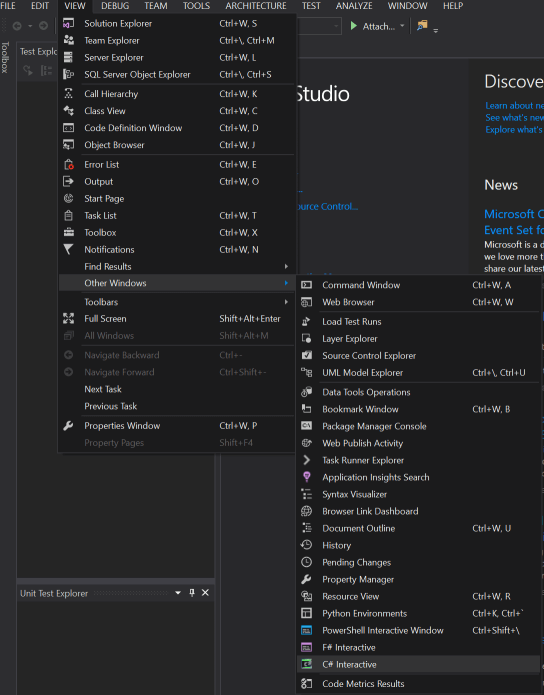 FILE EDIT VIEW DEBUG TEAM TOOLS ARCHITECTURE TEST ANALYZE WINDOW HELP
Attach...
Toolbox
Test Explo
Solution Explorer Ctrl+W, S
Team Explorer Ctrl+\, Ctrl+M
Server Explorer Ctrl+W, L
SQL Server Object Explorer Ctrl+\, Ctrl+S
Call Hierarchy Ctrl+W, K
Class View Ctrl+W, C
Code Definition Window Ctrl+W, D
Object Browser Ctrl+W, J
Error List Ctrl+W, E
Output Ctrl+W, O
Start Page
Task List Ctrl+W, T
Toolbox Ctrl+W, X
Notifications Ctrl+W, N
Find Results
Other Windows
Toolbars
Full Screen Shift+Alt+Enter
All Windows Shift+Alt+M
Navigate Backward Ctrl+-
Navigate Forward Ctrl+Shift+-
Next Task
Previous Task
Properties Window Ctrl+W, P
Property Pages Shift+F4
Studio
ource Control...
Discove
Learn about ne
See what's new
Explore what's
News
Microsoft C
Event Set fo
Microsoft is a d
we love more t
share our latest
Command Window Ctrl+W, A
Web Browser Ctrl+W, W
Load Test Runs
Layer Explorer
Source Control Explorer
UML Model Explorer Ctrl+\, Ctrl+U
Data Tools Operations
Bookmark Window Ctrl+W, B
Package Manager Console
Web Publish Activity
Task Runner Explorer
Application Insights Search
Syntax Visualizer
Browser Link Dashboard
Document Outline Ctrl+W, U
History
Pending Changes
Property Manager
Resource View Ctrl+W, R
Python Environments Ctrl+K, Ctrl+`
PowerShell Interactive Window Ctrl+Shift+\
F# Interactive
C# Interactive
Code Metrics Results
Unit Test Explorer